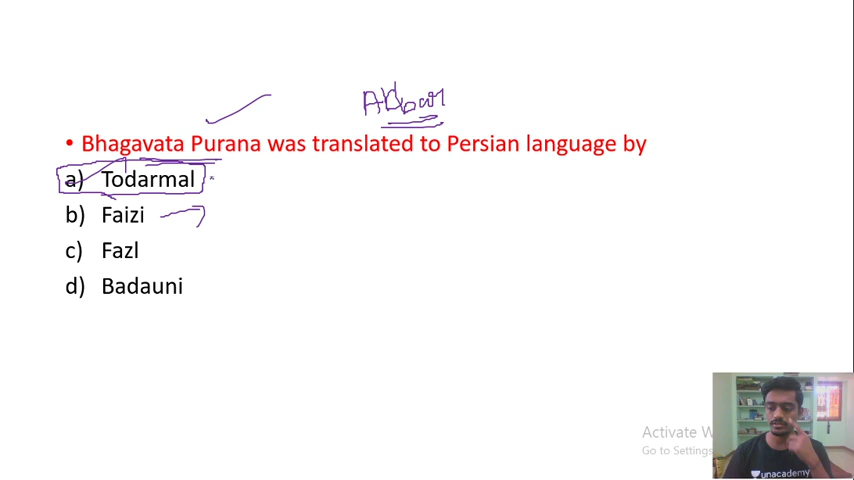 Akbar
• Bhagavata Purana was translated to Persian language by
a) Todarmal
b) Faizi
c) Fazl
d) Badauni
Activate W
Go to Settings
unacademy